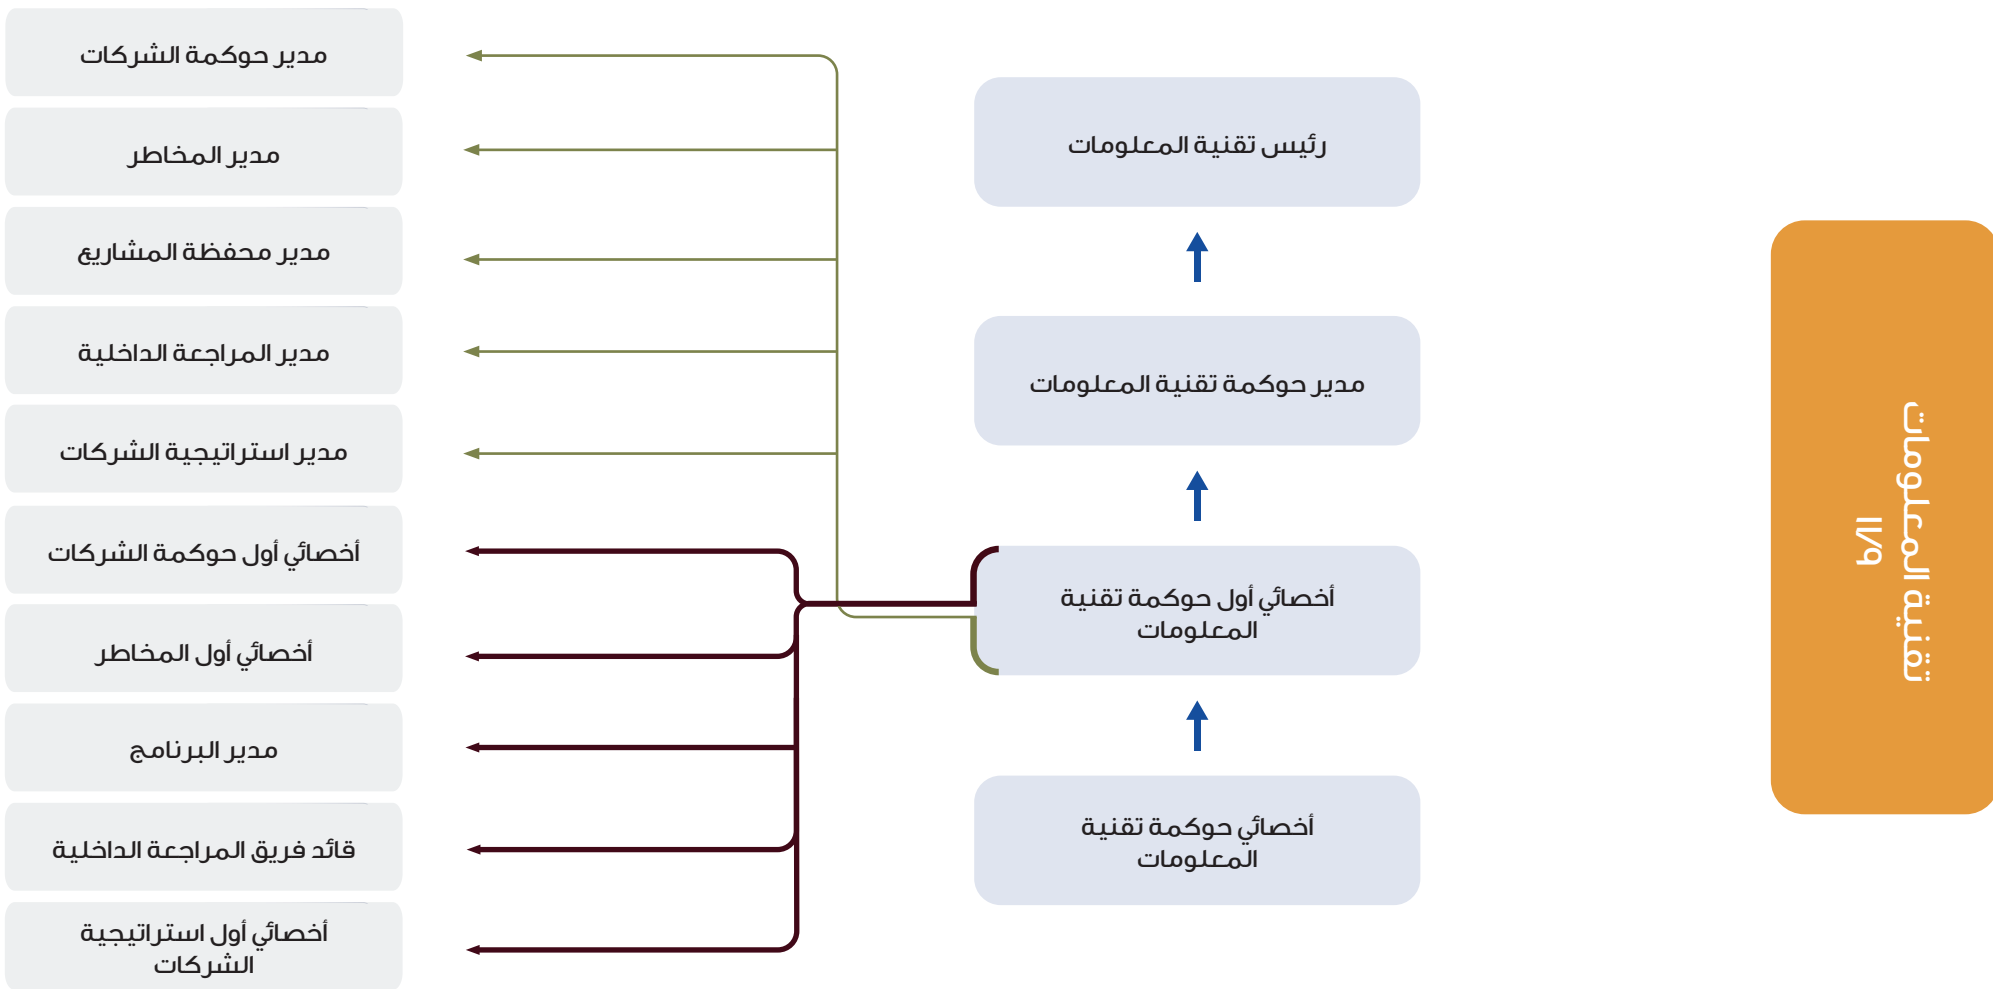 تقنية المعلومات
١١/٩
رئيس تقنية المعلومات
مدير حوكمة تقنية المعلومات
أخصائي أول حوكمة تقنية
المعلومات
أخصائي حوكمة تقنية
المعلومات
مدير حوكمة الشركات
مدير المخاطر
مدير محفظة المشاريع
مدير المراجعة الداخلية
مدير استراتيجية الشركات
أخصائي أول حوكمة الشركات
أخصائي أول المخاطر
مدير البرنامج
قائد فريق المراجعة الداخلية
أخصائي أول استراتيجية
الشركات